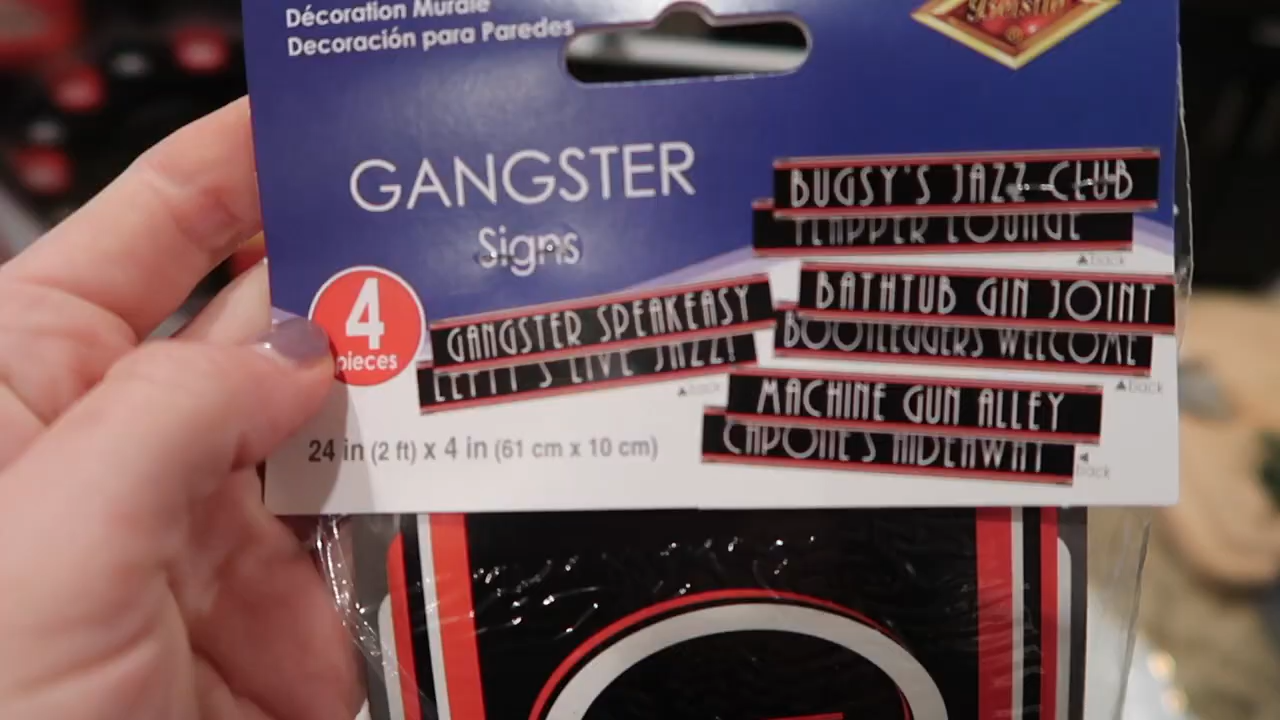 Décoration Murale
Decoración para Paredes
Beistle
GANGSTER
Signs
4
pieces
BUGSY'S JAZZ CLUB
FLAPPER LOUNGE
back
BATHTUB GIN JOINT
BOOTLEGGERS WELCOME
back
GANGSTER SPEAKEASY
LEFTY'S LIVE JAZZ!
back
MACHINE GUN ALLEY
CAPONE'S HIDEAWAY
back
24 in (2 ft) x 4 in (61 cm x 10 cm)